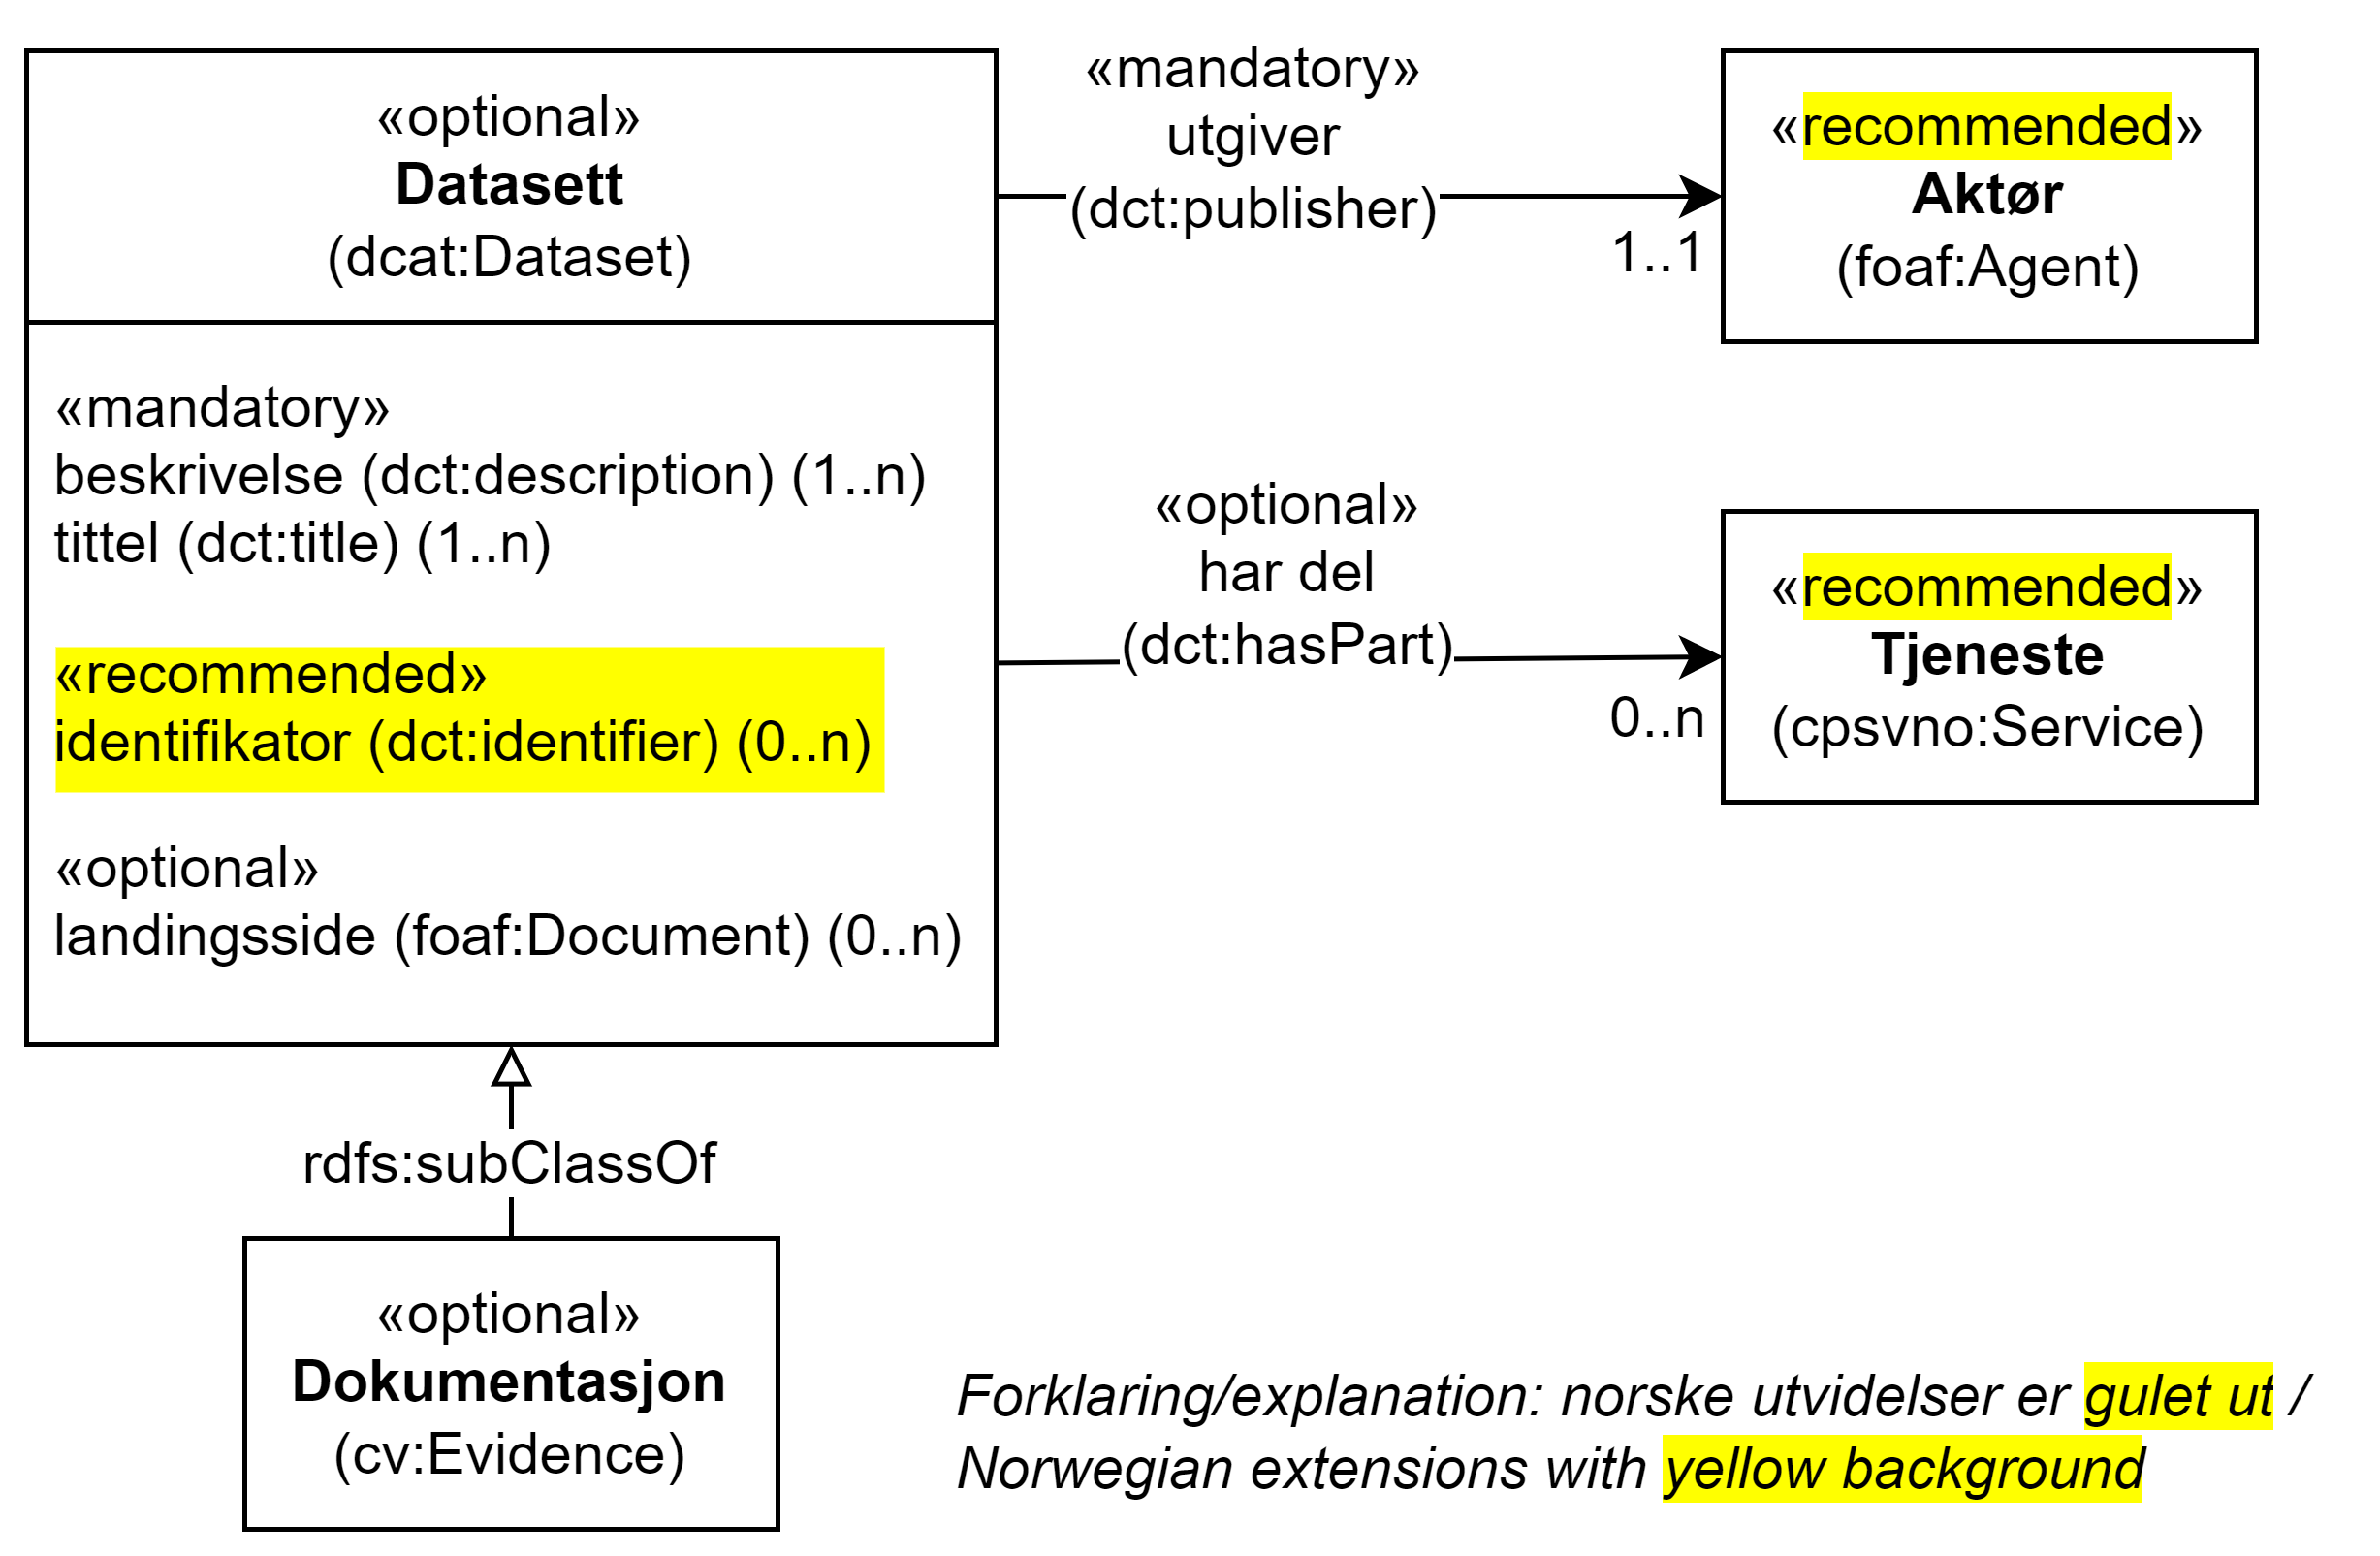 «optional»
Datasett
(dcat:Dataset)
«mandatory»
beskrivelse (dct:description) (1..n)
tittel (dct:title) (1..n)
«recommended»
identifikator (dct:identifier) (0..n)
«optional»
landingsside (foaf:Document) (0..n)
«mandatory»
utgiver
(dct:publisher)
1..1
«recommended»
Aktør
(foaf:Agent)
«optional»
har del
(dct:hasPart)
0..n
«recommended»
Tjeneste
(cpsvno:Service)
rdfs:subClassOf
«optional»
Dokumentasjon
(cv:Evidence)
Forklaring/explanation: norske utvidelser er gulet ut /
Norwegian extensions with yellow background